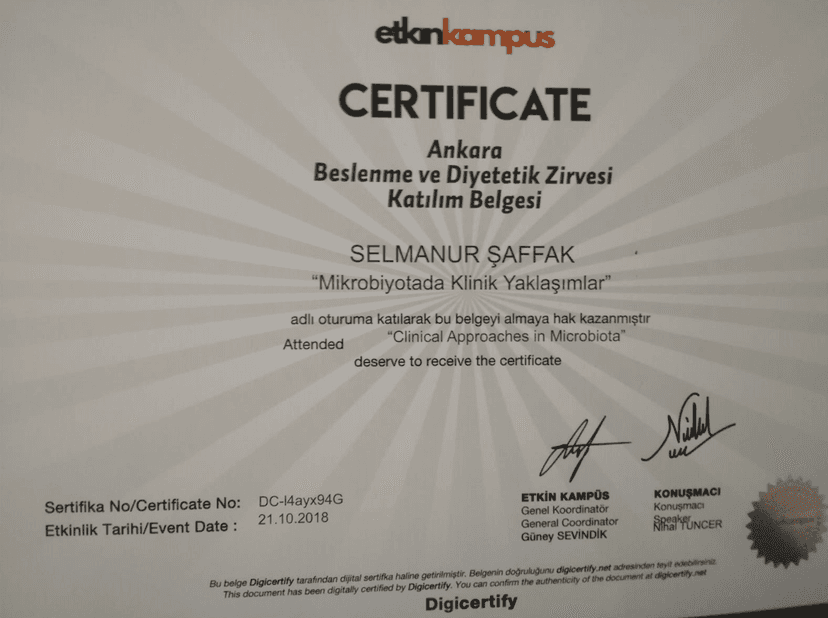 etkinkampus
CERTIFICATE
Ankara
Beslenme ve Diyetetik Zirvesi
Katılım Belgesi
SELMANUR ŞAFFAK
“Mikrobiyotada Klinik Yaklaşımlar”
adlı oturuma katılarak bu belgeyi almaya hak kazanmıştır
Attended “Clinical Approaches in Microbiota”
deserve to receive the certificate
Sertifika No/Certificate No: DC-l4ayx94G
Etkinlik Tarihi/Event Date : 21.10.2018
ETKİN KAMPÜS
Genel Koordinatör
General Coordinator
Güney SEVİNDİK
KONUŞMACI
Konuşmacı
Speaker
Nihal TUNCER
Bu belge Digicertify tarafından dijital sertifka haline getirilmiştir. Belgenin doğruluğunu digicertify.net adresinden teyit edebilirsiniz.
This document has been digitally certified by Digicertify. You can confirm the authenticity of the document at digicertify.net
Digicertify